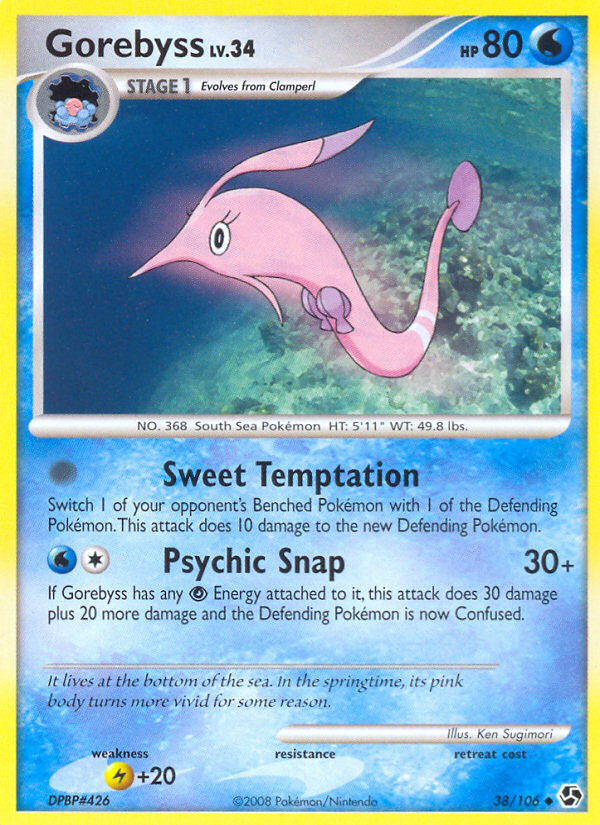 Gorebyss LV.34 HP 80
STAGE 1 Evolves from Clamperl
NO. 368 South Sea Pokémon HT: 5'11" WT: 49.8 lbs.
Sweet Temptation
Switch 1 of your opponent's Benched Pokémon with 1 of the Defending
Pokémon. This attack does 10 damage to the new Defending Pokémon.
Psychic Snap 30+
If Gorebyss has any Energy attached to it, this attack does 30 damage
plus 20 more damage and the Defending Pokémon is now Confused.
It lives at the bottom of the sea. In the springtime, its pink
body turns more vivid for some reason.
Illus. Ken Sugimori
weakness resistance retreat cost
+20
DPBP#426 ©2008 Pokémon/Nintendo 38/106